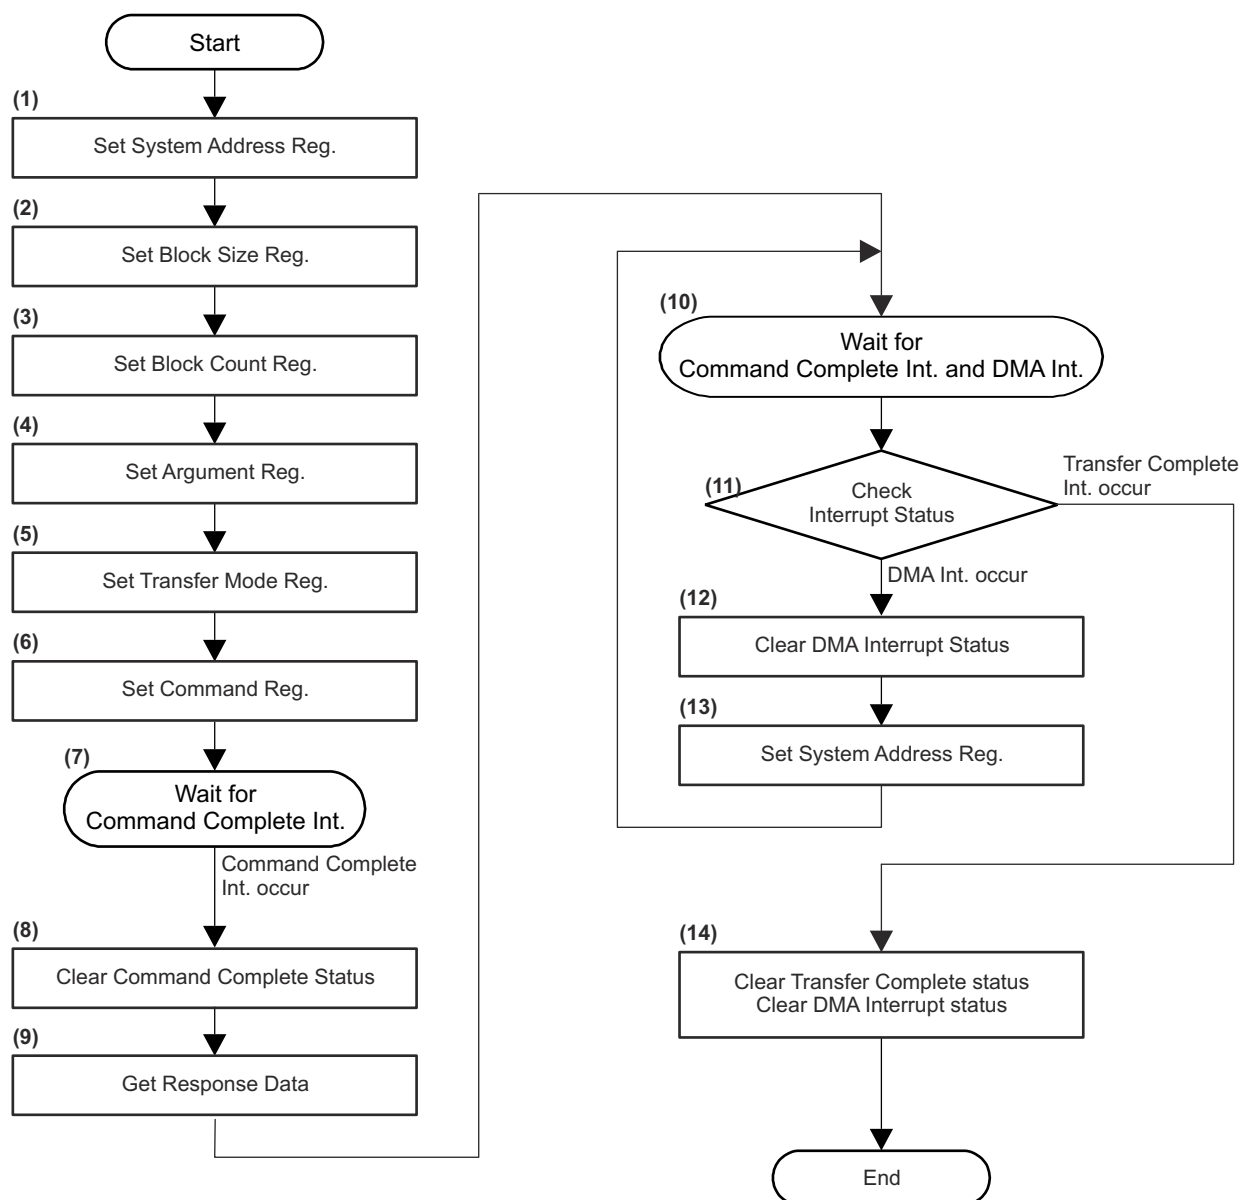 Start
(1)
Set System Address Reg.
(2)
Set Block Size Reg.
(3)
Set Block Count Reg.
(4)
Set Argument Reg.
(5)
Set Transfer Mode Reg.
(6)
Set Command Reg.
(7)
Wait for
Command Complete Int.
Command Complete
Int. occur
(8)
Clear Command Complete Status
(9)
Get Response Data
(10)
Wait for
Command Complete Int. and DMA Int.
(11)
Check
Interrupt Status
Transfer Complete
Int. occur
DMA Int. occur
(12)
Clear DMA Interrupt Status
(13)
Set System Address Reg.
(14)
Clear Transfer Complete status
Clear DMA Interrupt status
End